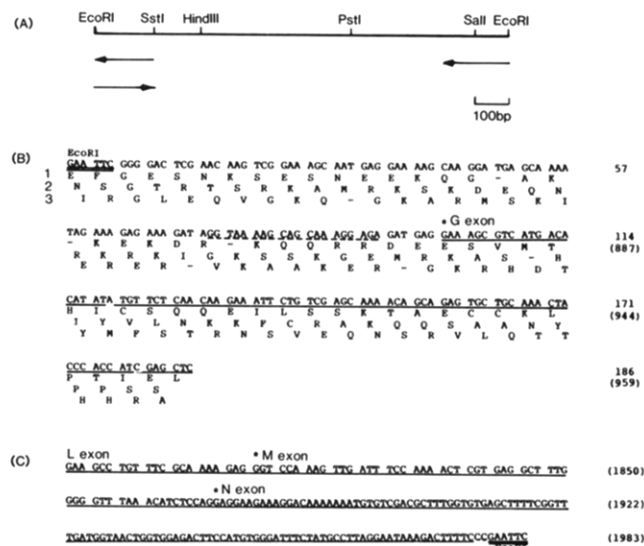 (A)
EcoRI SstI HindIII PstI SalI EcoRI
100bp
(B)
EcoRI
GAA TTC GGG GAC TCG AAC AAG TCG GAA AGC AAT GAG GAA AAG CAA GGA TGA GCA AAA 57
1 E F G E S N K S E S N E E K Q G - A K
2 N S G T R T S R K A M R K S K D E Q N
3 I R G L E Q V G K Q - G K A R M S K I
* G exon
TAG AAA GAG AAA GAT AGG TAA AAG CAG CAA AGG AGA GAT GAG GAA AGC GTC ATG ACA 114
- K E K D R - K Q Q R R D E E S V M T (887)
R K R K I G K S S K G E M R K A S - H
E R E R - V K A A K E R - G K R H D T
CAT ATA TGT TCT CAA CAA GAA ATT CTG TCG AGC AAA ACA GCA GAG TGC TGC AAA CTA 171
H I C S Q Q E I L S S K T A E C C K L (944)
I Y V L N K K F C R A K Q Q S A A N Y
Y M F S T R N S V E Q N S R V L Q T T
CCC ACC ATC GAG CTC 186
P T I E L (959)
P P S S
H H R A
(C)
L exon * M exon
GAA GCC TGT TTC GCA AAA GAG GGT CCA AAG TTG ATT TCC AAA ACT CGT GAG GCT TTG (1850)
* N exon
GGG GTT TAA ACATCTCCAGGAGGAAGAAAGGACAAAAAAATGTGTCGACGCTTTGGTGTGAGCTTTTCGGTT (1922)
TGATGGTAACTGGTGGAGACTTCCATGTGGGATTTCTATGCCTTAGGAATAAAGACTTTTCCCGAATTC (1983)